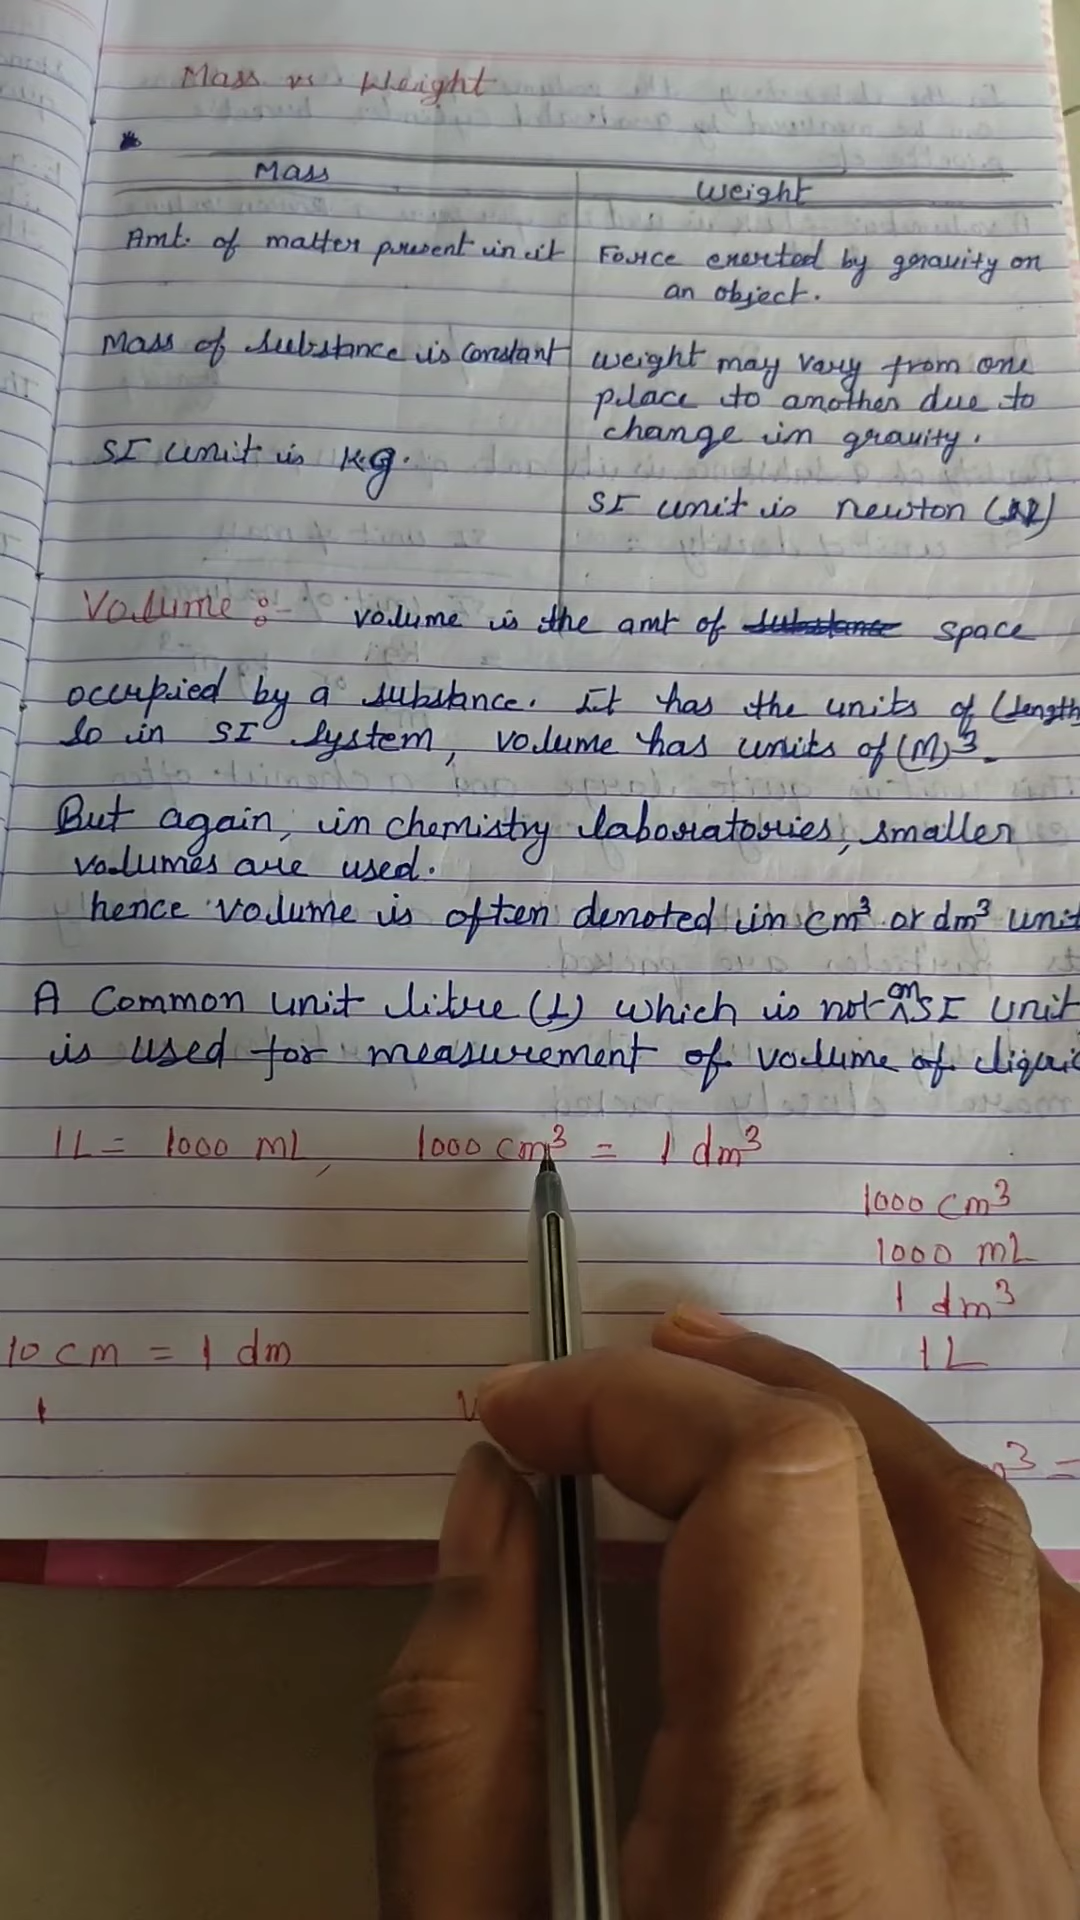 Mass vs Weight
Mass
Weight
Amt. of matter present in it
Force exerted by gravity on
an object.
Mass of substance is constant
weight may vary from one
place to another due to
change in gravity.
SI unit is Kg.
SI unit is newton (N)
Volume :- volume is the amt of substance space
occupied by a substance. It has the units of (length
So in SI system, volume has units of (M)³.
But again, in chemistry laboratories, smaller
volumes are used.
hence volume is often denoted in cm³ or dm³ unit
A Common unit litre (L) which is not an SI unit
is used for measurement of volume of
1L = 1000 mL, 1000 cm³ = 1 dm³
1000 cm³
1000 mL
1 dm³
1L
10 cm = 1 dm